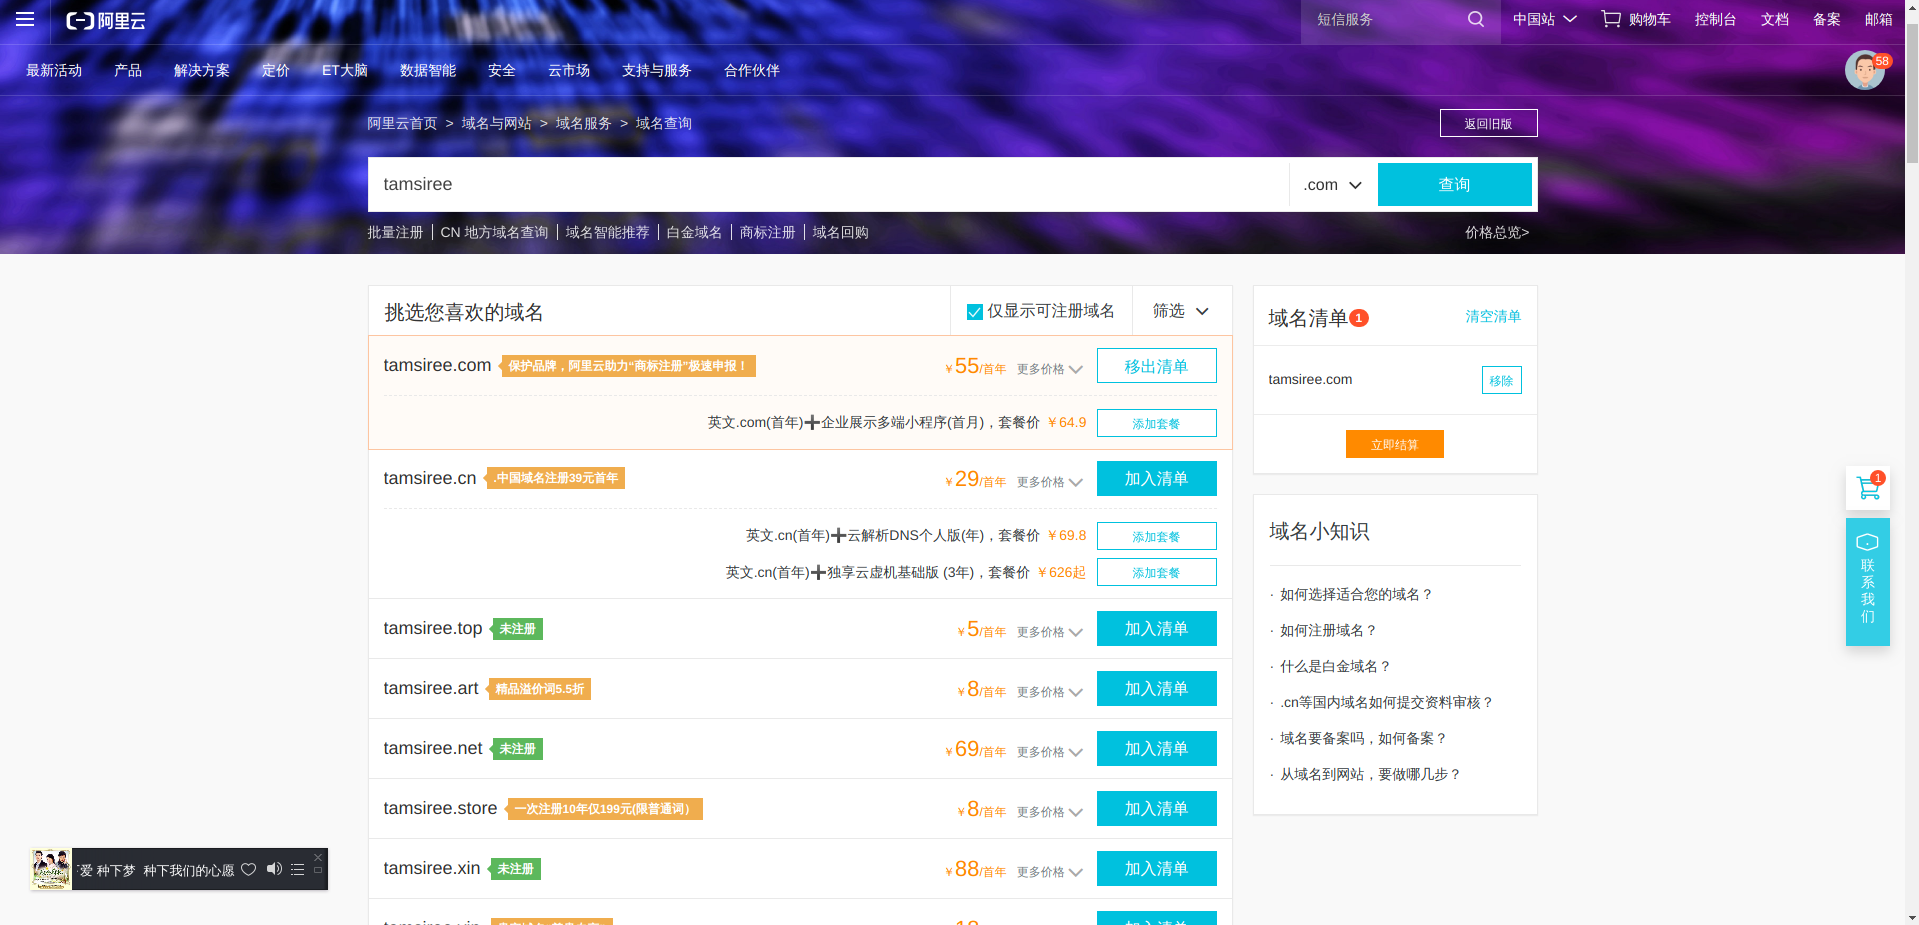 阿里云
短信服务
中国站
购物车
控制台
文档
备案
邮箱
最新活动
产品
解决方案
定价
ET大脑
数据智能
安全
云市场
支持与服务
合作伙伴
58
阿里云首页 > 域名与网站 > 域名服务 > 域名查询
返回旧版
tamsiree
.com
查询
批量注册
CN 地方域名查询
域名智能推荐
白金域名
商标注册
域名回购
价格总览>
挑选您喜欢的域名
仅显示可注册域名
筛选
tamsiree.com 保护品牌，阿里云助力“商标注册”极速申报！ ￥55/首年 更多价格 移出清单
英文.com(首年)➕企业展示多端小程序(首月)，套餐价 ￥64.9 添加套餐
tamsiree.cn .中国域名注册39元首年 ￥29/首年 更多价格 加入清单
英文.cn(首年)➕云解析DNS个人版(年)，套餐价 ￥69.8 添加套餐
英文.cn(首年)➕独享云虚机基础版 (3年)，套餐价 ￥626起 添加套餐
tamsiree.top 未注册 ￥5/首年 更多价格 加入清单
tamsiree.art 精品溢价词5.5折 ￥8/首年 更多价格 加入清单
tamsiree.net 未注册 ￥69/首年 更多价格 加入清单
tamsiree.store 一次注册10年仅199元(限普通词） ￥8/首年 更多价格 加入清单
tamsiree.xin 未注册 ￥88/首年 更多价格 加入清单
域名清单 1
清空清单
tamsiree.com
移除
立即结算
域名小知识
· 如何选择适合您的域名？
· 如何注册域名？
· 什么是白金域名？
· .cn等国内域名如何提交资料审核？
· 域名要备案吗，如何备案？
· 从域名到网站，要做哪几步？
1
联系我们
爱 种下梦 种下我们的心愿